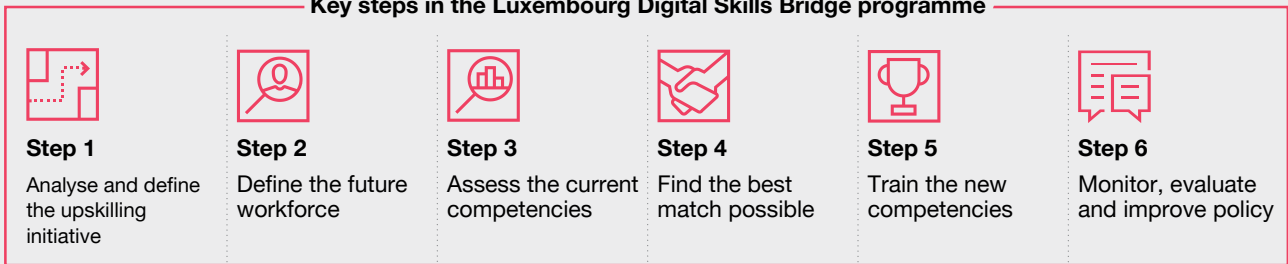 Key steps in the Luxembourg Digital Skills Bridge programme
Step 1
Analyse and define
the upskilling
initiative
Step 2
Define the future
workforce
Step 3
Assess the current
competencies
Step 4
Find the best
match possible
Step 5
Train the new
competencies
Step 6
Monitor, evaluate
and improve policy